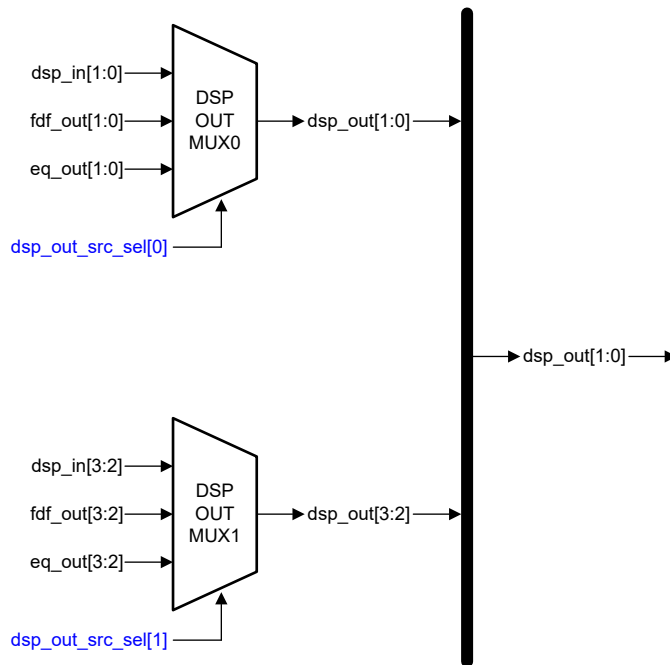 dsp_in[1:0]
fdf_out[1:0]
eq_out[1:0]
DSP
OUT
MUX0
dsp_out[1:0]
dsp_out_src_sel[0]
dsp_out[1:0]
dsp_in[3:2]
fdf_out[3:2]
eq_out[3:2]
DSP
OUT
MUX1
dsp_out[3:2]
dsp_out_src_sel[1]